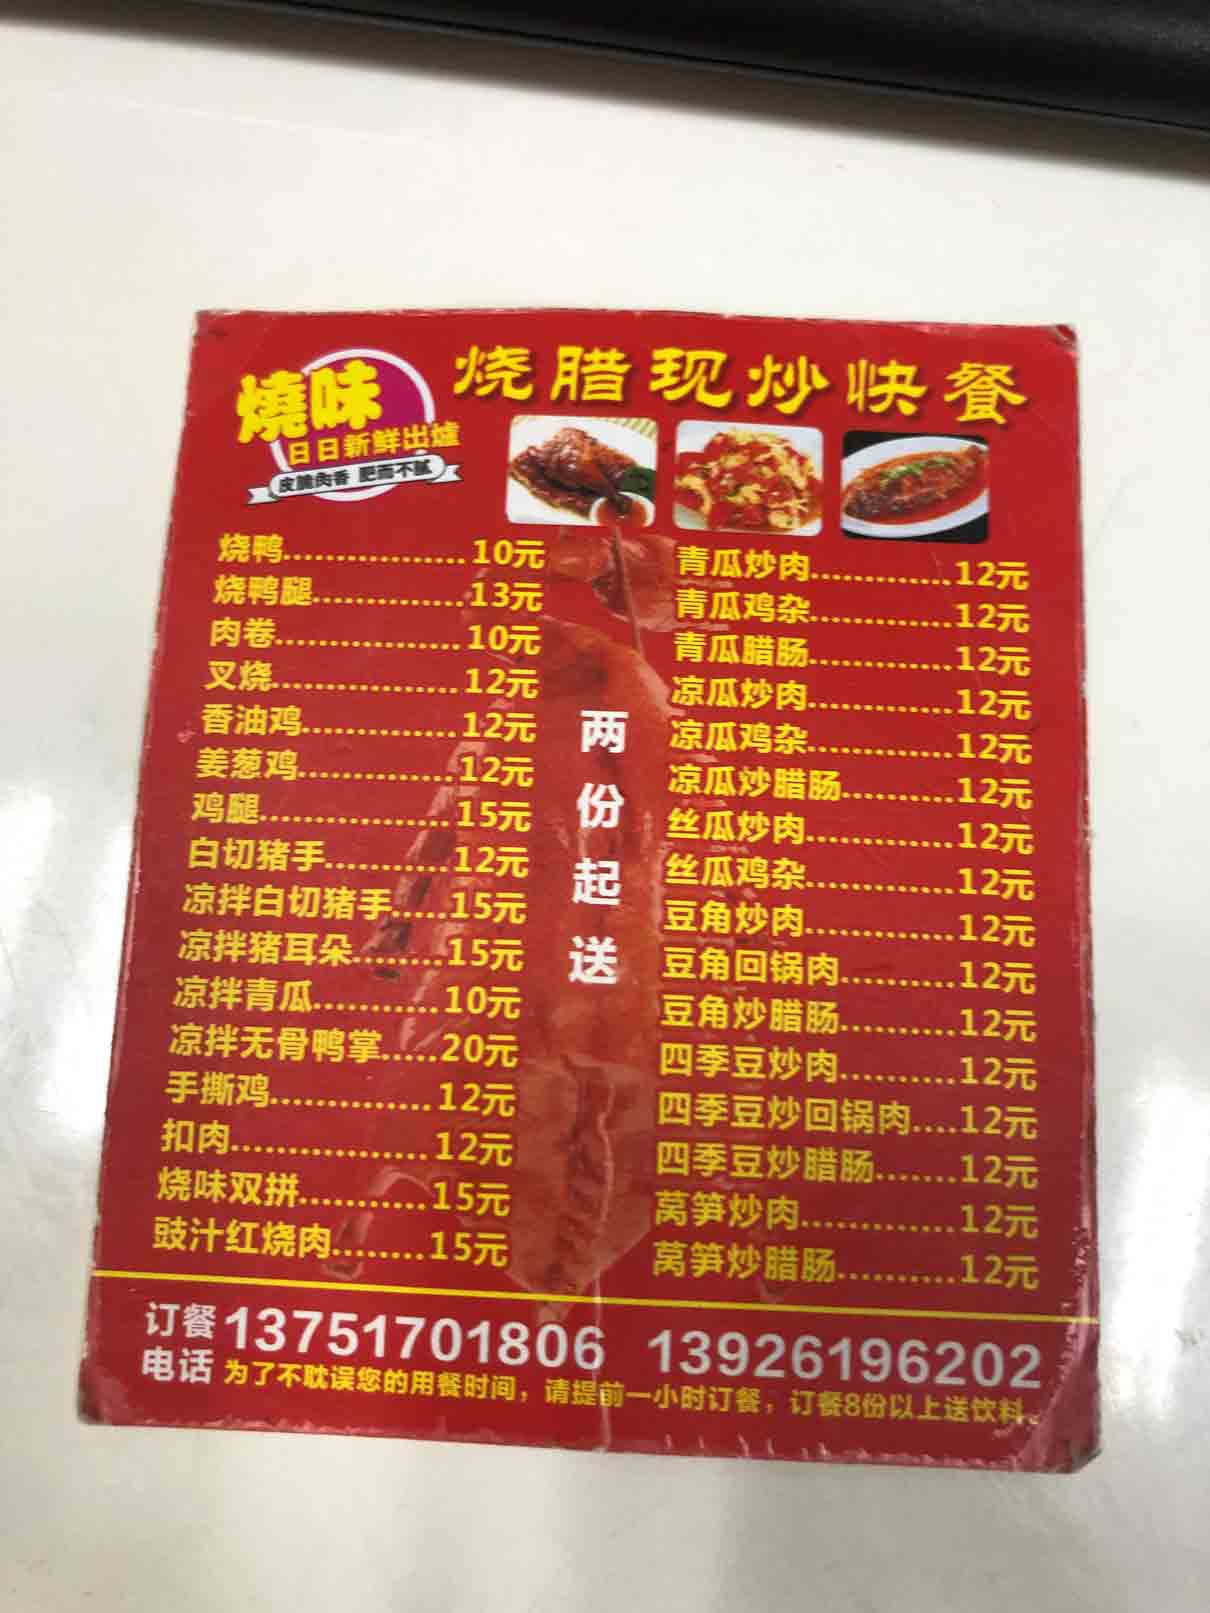 烧腊现炒快餐
燒味
日日新鲜出爐
皮脆肉香 肥而不腻
烧鸭.................10元
烧鸭腿..............13元
肉卷.................10元
叉烧.................12元
香油鸡..............12元
姜葱鸡..............12元
鸡腿.................15元
白切猪手...........12元
凉拌白切猪手.....15元
凉拌猪耳朵........15元
凉拌青瓜...........10元
凉拌无骨鸭掌.....20元
手撕鸡..............12元
扣肉.................12元
烧味双拼...........15元
豉汁红烧肉........15元
两份起送
青瓜炒肉.............12元
青瓜鸡杂.............12元
青瓜腊肠.............12元
凉瓜炒肉.............12元
凉瓜鸡杂.............12元
凉瓜炒腊肠..........12元
丝瓜炒肉.............12元
丝瓜鸡杂.............12元
豆角炒肉.............12元
豆角回锅肉..........12元
豆角炒腊肠..........12元
四季豆炒肉..........12元
四季豆炒回锅肉....12元
四季豆炒腊肠.......12元
莴笋炒肉.............12元
莴笋炒腊肠..........12元
订餐电话 13751701806 13926196202
为了不耽误您的用餐时间，请提前一小时订餐，订餐8份以上送饮料。